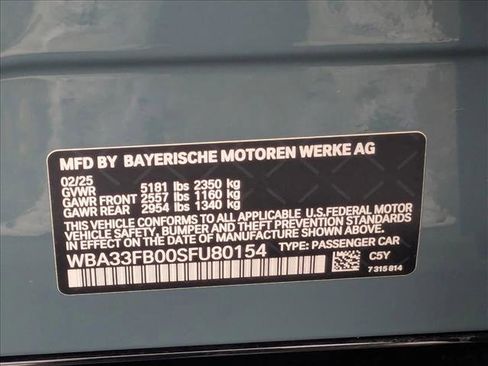 MFD BY BAYERISCHE MOTOREN WERKE AG
02/25
GVWR 5181 lbs 2350 kg
GAWR FRONT 2557 lbs 1160 kg
GAWR REAR 2954 lbs 1340 kg
THIS VEHICLE CONFORMS TO ALL APPLICABLE U.S.FEDERAL MOTOR
VEHICLE SAFETY, BUMPER AND THEFT PREVENTION STANDARDS
IN EFFECT ON THE DATE OF MANUFACTURE SHOWN ABOVE.
WBA33FB00SFU80154 TYPE: PASSENGER CAR
C5Y
7 315 814